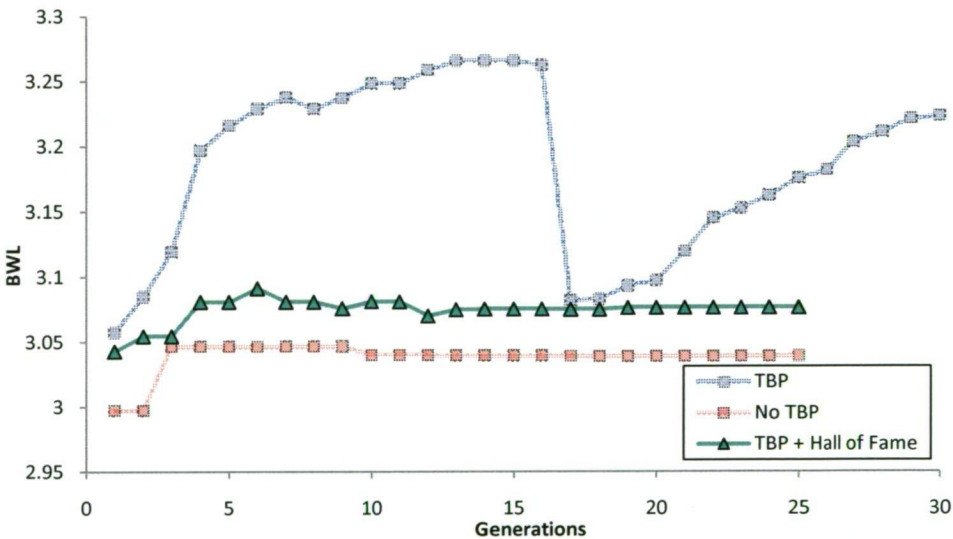 3.3
3.25
3.2
3.15
3.1
3.05
3
2.95
BWL
0 5 10 15 20 25 30
Generations
TBP
No TBP
TBP + Hall of Fame